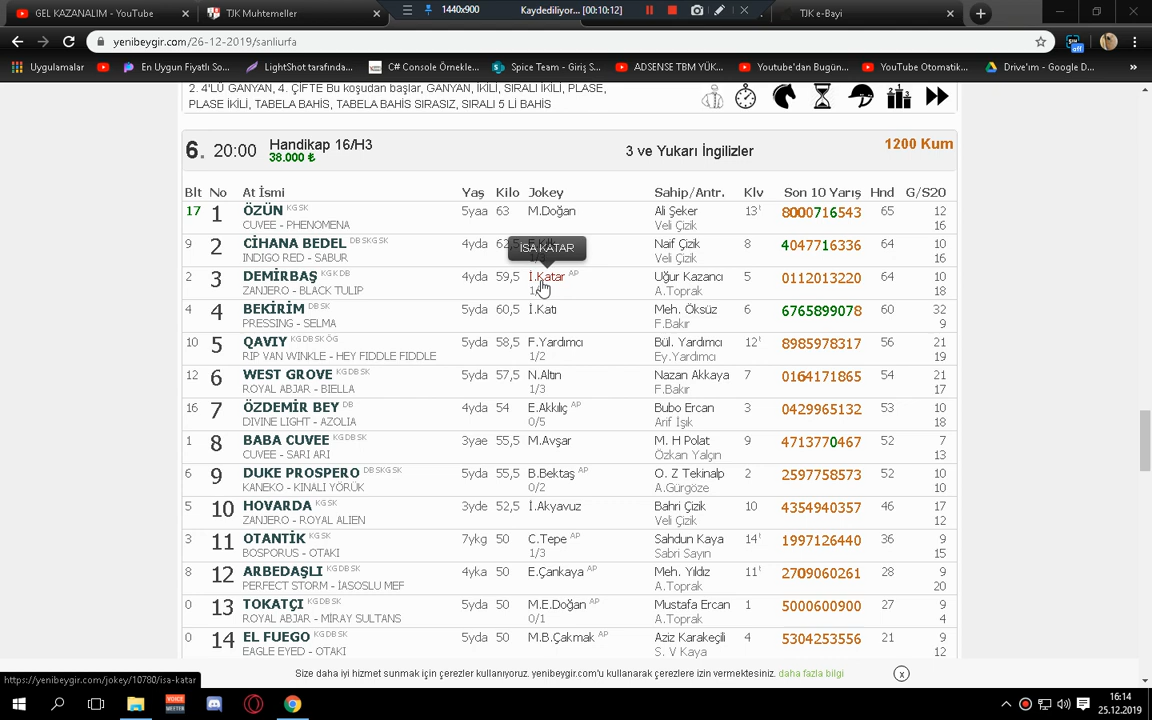 GEL KAZANALIM - YouTube
TJK Muhtemeller
1440x900
Kaydediliyor... [00:10:12]
TJK e-Bayi
yenibeygir.com/26-12-2019/sanliurfa
off
Uygulamalar
En Uygun Fiyatlı So...
LightShot tarafında...
C# Console Örnekle...
Spice Team - Giriş S...
ADSENSE TBM YÜK...
Youtube'dan Bugün...
YouTube Otomatik...
Drive'ım - Google D...
2. 4'LÜ GANYAN, 4. ÇİFTE Bu koşudan başlar, GANYAN, İKİLİ, SIRALI İKİLİ, PLASE,
PLASE İKİLİ, TABELA BAHİS, TABELA BAHİS SIRASIZ, SIRALI 5 Lİ BAHİS
6. 20:00 Handikap 16/H3 3 ve Yukarı İngilizler 1200 Kum
38.000 ₺
Blt No At İsmi Yaş Kilo Jokey Sahip/Antr. Klv Son 10 Yarış Hnd G/S20
17 1 ÖZÜN KG SK 5yaa 63 M.Doğan Ali Şeker 13t 8000716543 65 12
CUVEE - PHENOMENA Veli Çizik 16
9 2 CİHANA BEDEL DB SKG SK 4yda 62,5 Naif Çizik 8 4047716336 64 10
INDIGO RED - SABUR Veli Çizik 16
İSA KATAR
2 3 DEMİRBAŞ KG K DB 4yda 59,5 İ.Katar AP Uğur Kazancı 5 0112013220 64 10
ZANJERO - BLACK TULIP A.Toprak 18
4 4 BEKİRİM DB SK 5yda 60,5 İ.Katı Meh. Öksüz 6 6765899078 60 32
PRESSING - SELMA F.Bakır 9
10 5 QAVIY KG DB SK ÖG 5yda 58,5 F.Yardımcı Bül. Yardımcı 12t 8985978317 56 21
RIP VAN WINKLE - HEY FIDDLE FIDDLE 1/2 Ey.Yardımcı 19
12 6 WEST GROVE KG DB SK 5yda 57,5 N.Altın Nazan Akkaya 7 0164171865 54 21
ROYAL ABJAR - BIELLA 1/3 F.Bakır 17
16 7 ÖZDEMİR BEY DB 4yda 54 E.Akkılıç AP Bubo Ercan 3 0429965132 53 10
DIVINE LIGHT - AZOLIA 0/5 Arif Işık 18
1 8 BABA CUVEE KG DB SK 3yae 55,5 M.Avşar M. H Polat 9 4713770467 52 7
CUVEE - SARI ARI Özkan Yalçın 13
6 9 DUKE PROSPERO DB SKG SK 5yda 55,5 B.Bektaş AP O. Z Tekinalp 2 2597758573 52 10
KANEKO - KINALI YÖRÜK 0/2 A.Gürgöze 10
5 10 HOVARDA KG SK 3yde 52,5 İ.Akyavuz Bahri Çizik 10 4354940357 46 17
ZANJERO - ROYAL ALIEN Veli Çizik 12
3 11 OTANTİK KG SK 7ykg 50 C.Tepe AP Sahdun Kaya 14t 1997126440 36 9
BOSPORUS - OTAKI 1/3 Sabri Sayın 15
8 12 ARBEDAŞLI KG DB SK 4yka 50 E.Çankaya AP Meh. Yıldız 11t 2709060261 28 9
PERFECT STORM - IASOSLU MEF A.Toprak 20
0 13 TOKATÇI KG DB SK 5yda 50 M.E.Doğan AP Mustafa Ercan 1 5000600900 27 9
ROYAL ABJAR - MİRAY SULTANS 0/1 A.Toprak 4
0 14 EL FUEGO KG DB SK 5yda 50 M.B.Çakmak AP Aziz Karakeçili 4 5304253556 21 9
EAGLE EYED - OTAKI S. V Kaya 12
Size daha iyi hizmet sunmak için çerezler kullanıyoruz. yenibeygir.com'u kullanarak çerezlere izin vermektesiniz. daha fazla bilgi
x
https://yenibeygir.com/jokey/10780/isa-katar
VOICE MEETER
16:14
25.12.2019